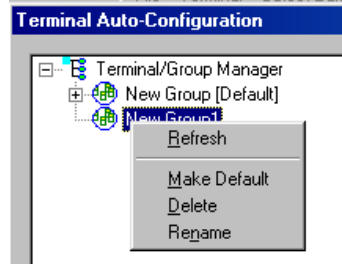 Terminal Auto-Configuration
Terminal/Group Manager
New Group [Default]
New Group1
Refresh
Make Default
Delete
Rename